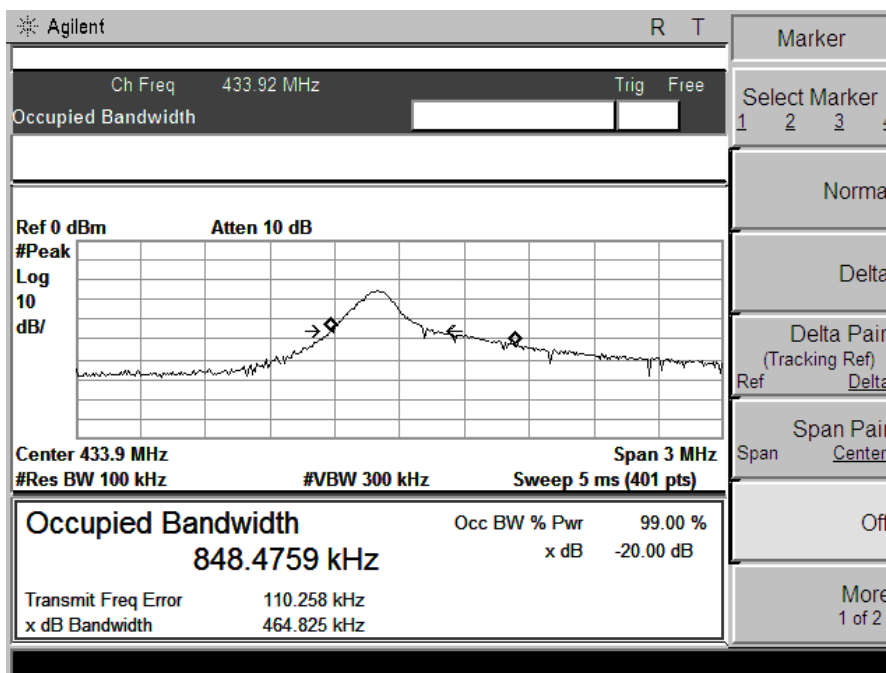 Agilent R T
Ch Freq 433.92 MHz Trig Free
Occupied Bandwidth
Ref 0 dBm Atten 10 dB
#Peak
Log
10
dB/
Center 433.9 MHz Span 3 MHz
#Res BW 100 kHz #VBW 300 kHz Sweep 5 ms (401 pts)
Occupied Bandwidth
848.4759 kHz
Occ BW % Pwr 99.00 %
x dB -20.00 dB
Transmit Freq Error 110.258 kHz
x dB Bandwidth 464.825 kHz
Marker
Select Marker
1 2 3 4
Norma
Delta
Delta Pair
(Tracking Ref)
Ref Delta
Span Pair
Span Center
Off
More
1 of 2